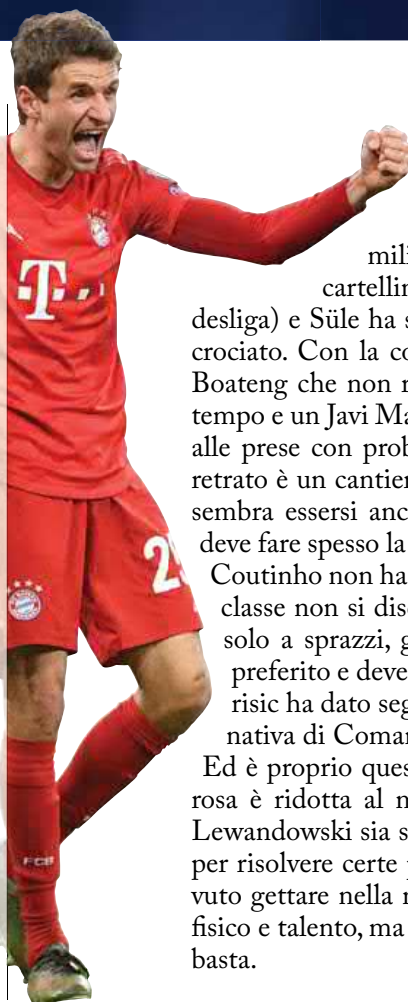 mili
cartellin
desliga) e Süle ha s
crociato. Con la co
Boateng che non r
tempo e un Javi Ma
alle prese con prob
retrato è un cantier
sembra essersi anc
deve fare spesso la
Coutinho non ha
classe non si disc
solo a sprazzi, g
preferito e deve
risic ha dato seg
nativa di Comar
Ed è proprio ques
rosa è ridotta al n
Lewandowski sia s
per risolvere certe p
vuto gettare nella n
fisico e talento, ma
basta.
T
FCB